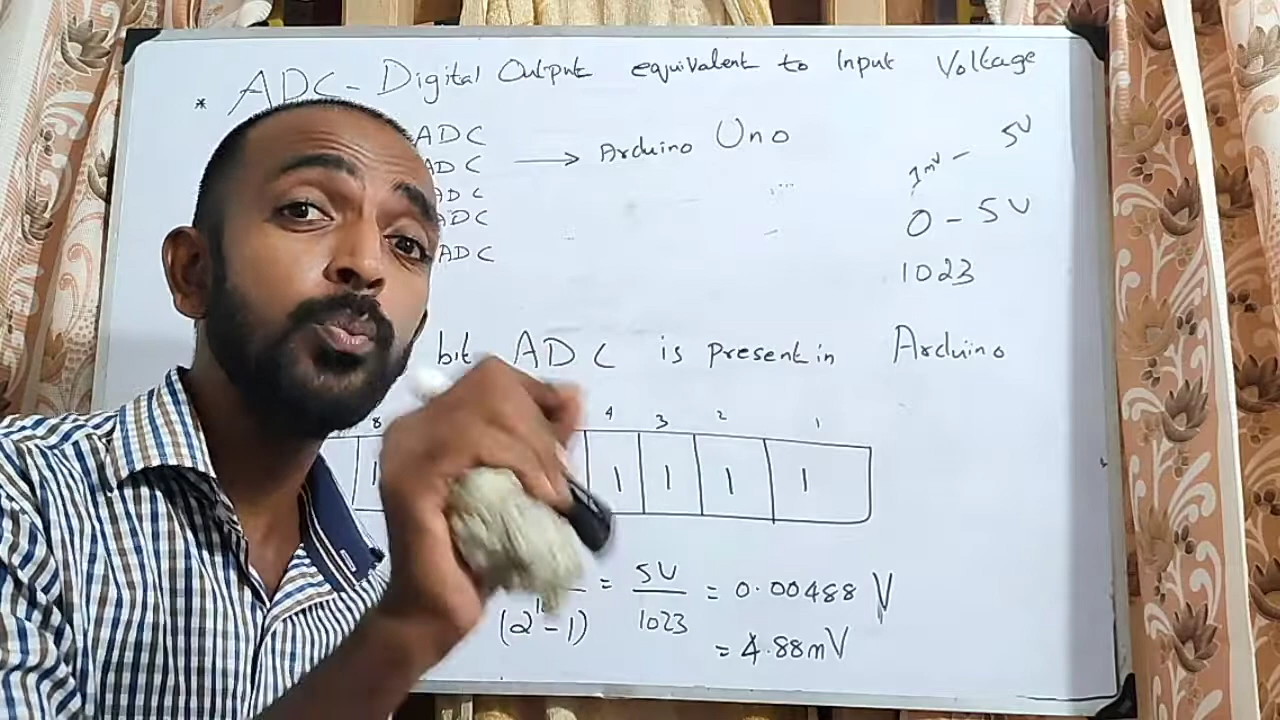 * ADC - Digital Output equivalent to Input Voltage
ADC
ADC → Arduino Uno
1mV - 5V
ADC
ADC
0 - 5V
ADC
1023
bit ADC is present in Arduino
8 4 3 2 1
1 1 1 1 1
= 5V = 0.00488 V
(2 - 1) 1023
= 4.88mV